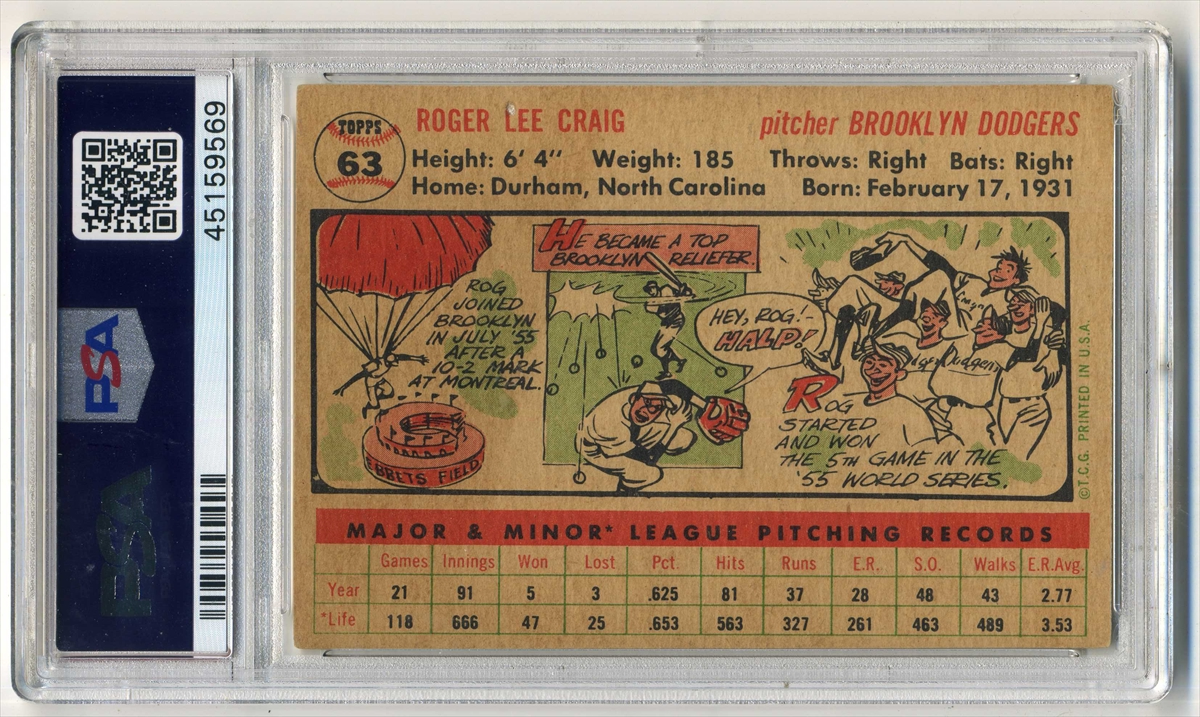 PSA
45159569
PSA
TOPPS
63
ROGER LEE CRAIG
pitcher BROOKLYN DODGERS
Height: 6' 4" Weight: 185 Throws: Right Bats: Right
Home: Durham, North Carolina Born: February 17, 1931
ROG
JOINED
BROOKLYN
IN JULY '55
AFTER A
10-2 MARK
AT MONTREAL.
EBBETS FIELD
HE BECAME A TOP
BROOKLYN RELIEFER.
HEY, ROG!-
HALP!
Dodgers
ROG
STARTED
AND WON
THE 5TH GAME IN THE
'55 WORLD SERIES.
©T.C.G. PRINTED IN U.S.A.
MAJOR & MINOR* LEAGUE PITCHING RECORDS
Games Innings Won Lost Pct. Hits Runs E.R. S.O. Walks E.R.Avg.
Year 21 91 5 3 .625 81 37 28 48 43 2.77
*Life 118 666 47 25 .653 563 327 261 463 489 3.53